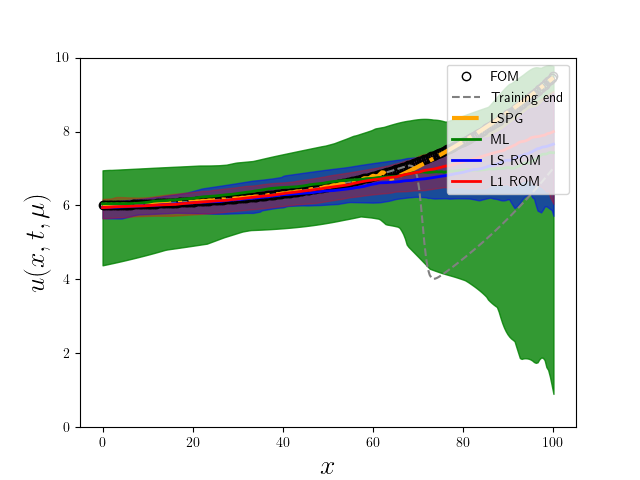 10
8
6
4
2
0
u(x, t, μ)
FOM
Training end
LSPG
ML
LS ROM
L1 ROM
0
20
40
60
80
100
x